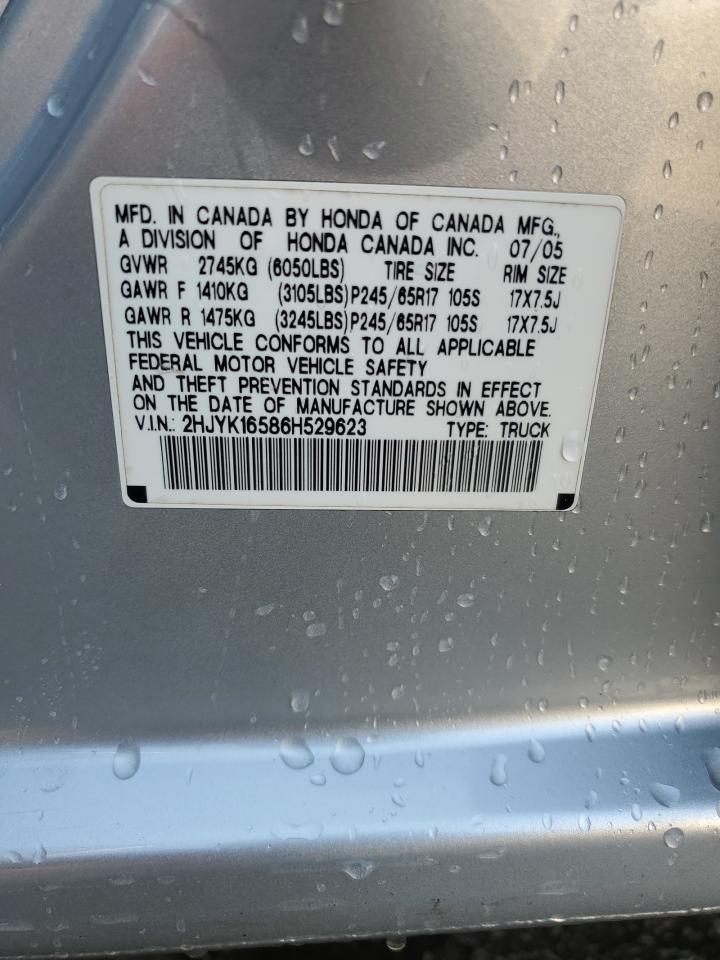 MFD. IN CANADA BY HONDA OF CANADA MFG.,
A DIVISION OF HONDA CANADA INC. 07/05
GVWR 2745KG (6050LBS) TIRE SIZE RIM SIZE
GAWR F 1410KG (3105LBS)P245/65R17 105S 17X7.5J
GAWR R 1475KG (3245LBS)P245/65R17 105S 17X7.5J
THIS VEHICLE CONFORMS TO ALL APPLICABLE
FEDERAL MOTOR VEHICLE SAFETY
AND THEFT PREVENTION STANDARDS IN EFFECT
ON THE DATE OF MANUFACTURE SHOWN ABOVE.
V.I.N.: 2HJYK16586H529623 TYPE: TRUCK